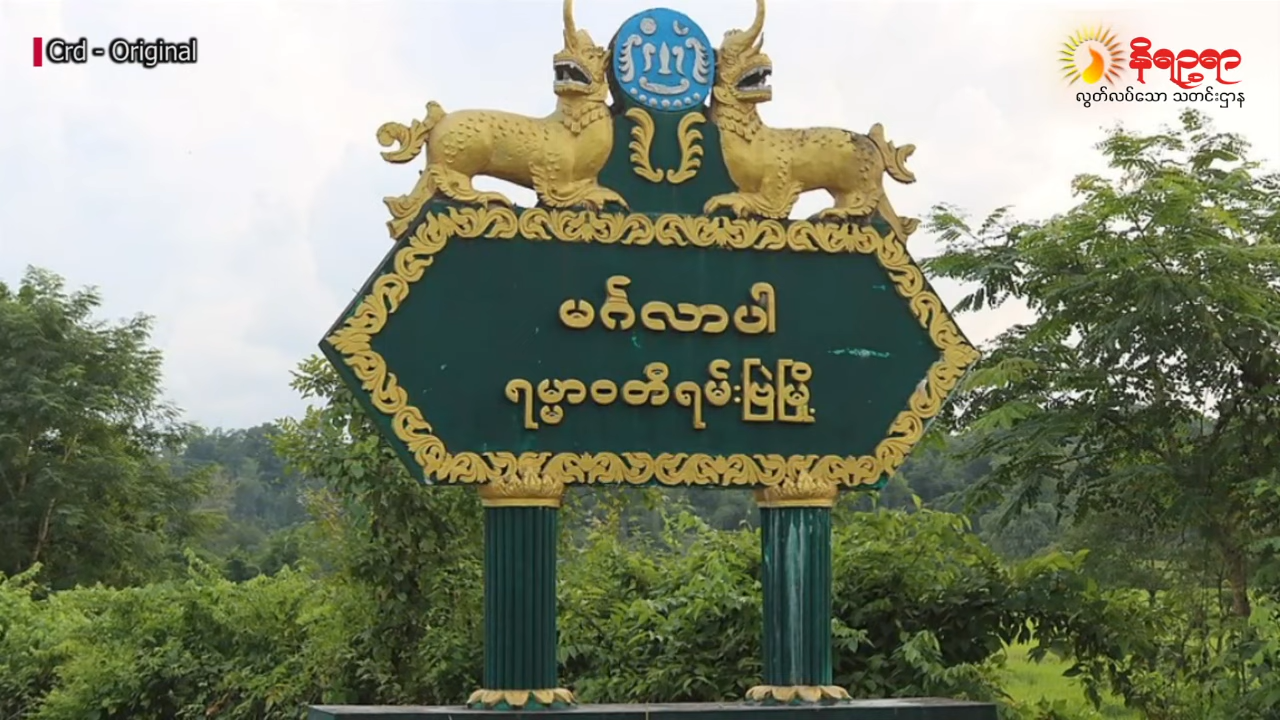 Crd - Original
နိရဉ္စရာ
လွတ်လပ်သော သတင်းဌာန
မင်္ဂလာပါ
ရမ္မာဝတီရမ်းဗြဲမြို့